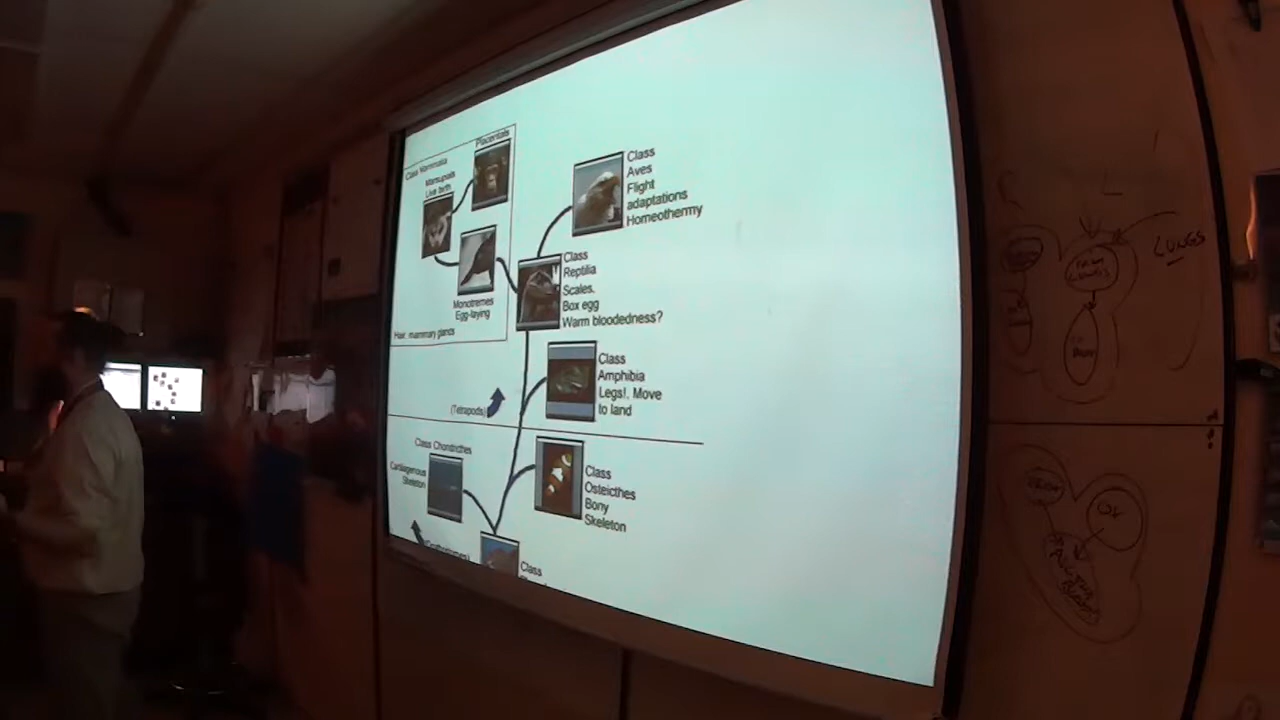 Class Mammalia
Placentals
Marsupials
Live birth
Monotremes
Egg-laying
Hair, mammary glands
Class
Aves
Flight
adaptations
Homeothermy
Class
Reptilia
Scales,
Box egg
Warm bloodedness?
Class
Amphibia
Legs!. Move
to land
(Tetrapods)
Class Chondricthes
Cartilagenous
Skeleton
Class
Osteicthes
Bony
Skeleton
Class
LUNGS
FROM
LUNGS